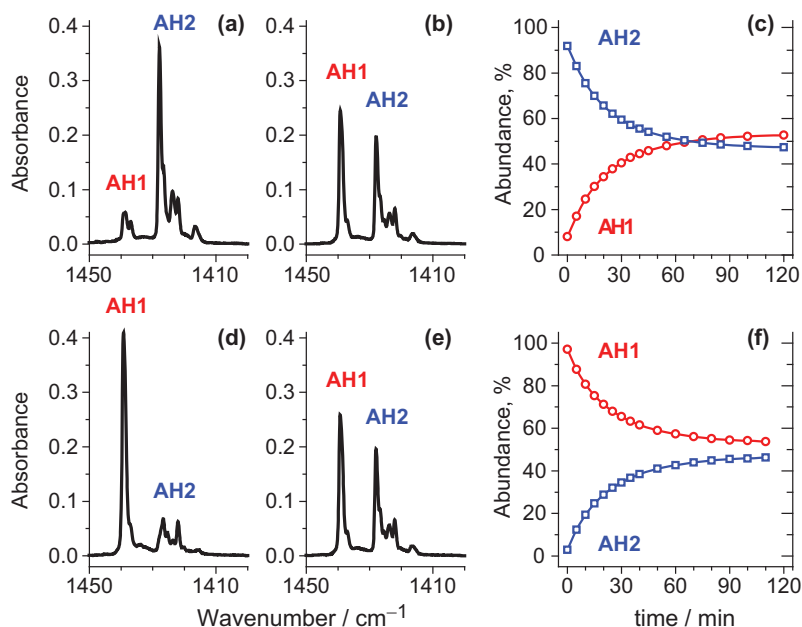 AH2
(a)
AH1
Absorbance
0.4
0.3
0.2
0.1
0.0
1450
1410
(b)
AH1
AH2
0.4
0.3
0.2
0.1
0.0
1450
1410
(c)
AH2
AH1
Abundance, %
100
80
60
40
20
0
0 30 60 90 120
AH1
(d)
AH2
Absorbance
0.4
0.3
0.2
0.1
0.0
1450
1410
(e)
AH1
AH2
0.4
0.3
0.2
0.1
0.0
1450
1410
Wavenumber / cm⁻¹
(f)
AH1
AH2
Abundance, %
100
80
60
40
20
0
0 30 60 90 120
time / min